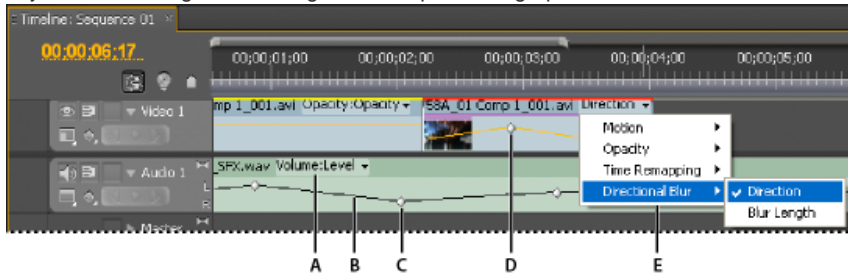 Timeline: Sequence 01 ×
00;00;06;17
00;00;01;00 00;00;02;00 00;00;03;00 00;00;04;00 00;00;05;00
Video 1
mp 1_001.avi Opacity:Opacity
58A_01 Comp 1_001.avi Direction
Motion
Opacity
Time Remapping
Directional Blur
Direction
Blur Length
Audio 1
L
R
_SFX.wav Volume:Level
Master
A B C D E